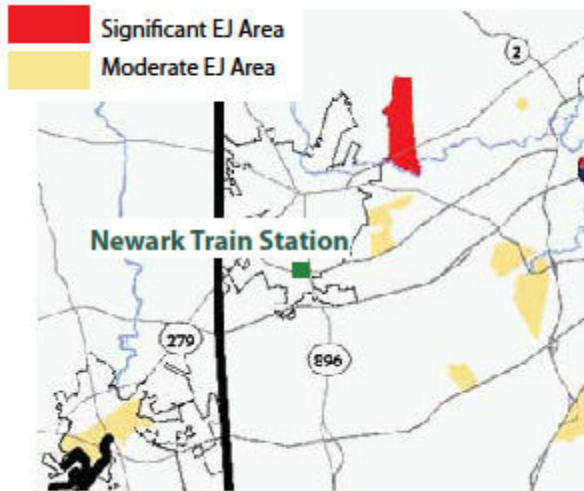 Significant EJ Area
Moderate EJ Area
2
Newark Train Station
279
896